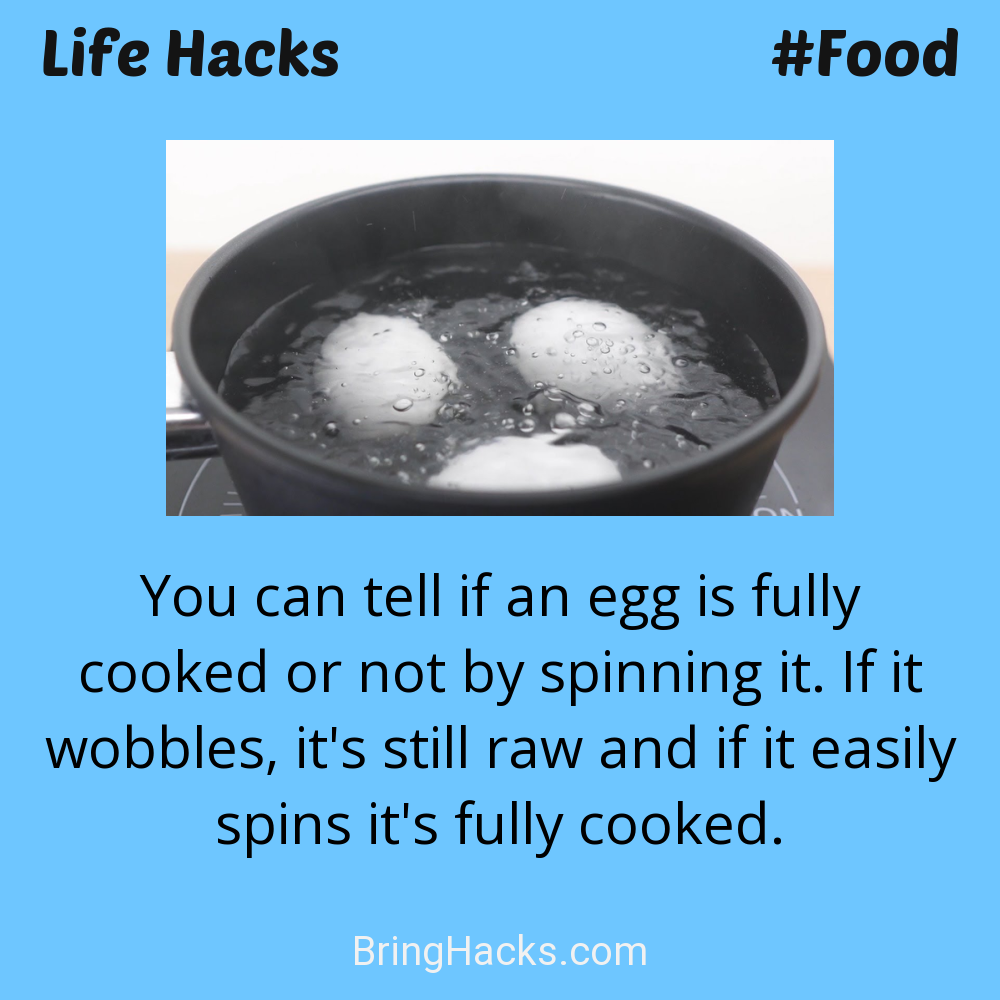 Life Hacks
#Food
You can tell if an egg is fully
cooked or not by spinning it. If it
wobbles, it's still raw and if it easily
spins it's fully cooked.
BringHacks.com